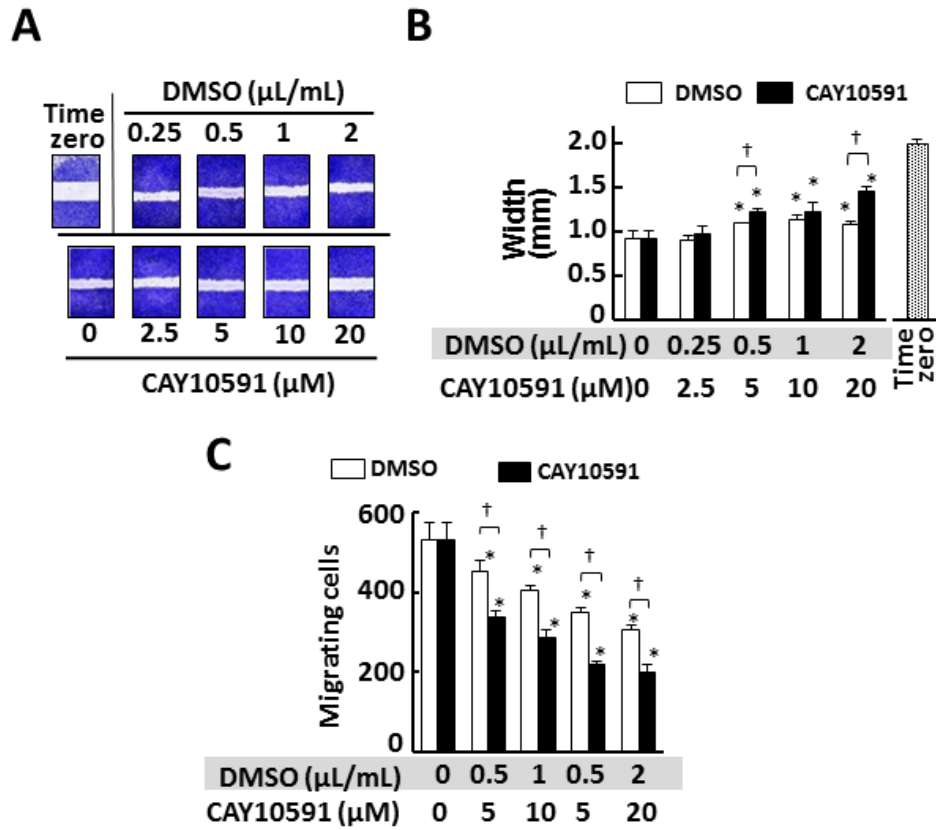 A
DMSO (µL/mL)
Time zero
0.25 0.5 1 2
0 2.5 5 10 20
CAY10591 (µM)
B
DMSO CAY10591
Width (mm)
2.0
1.5
1.0
0.5
0
* * * * * *
† †
DMSO (µL/mL) 0 0.25 0.5 1 2
CAY10591 (µM)0 2.5 5 10 20
Time zero
C
DMSO CAY10591
Migrating cells
600
400
200
0
† † † †
* * * * * * * *
DMSO (µL/mL) 0 0.5 1 0.5 2
CAY10591 (µM) 0 5 10 5 20